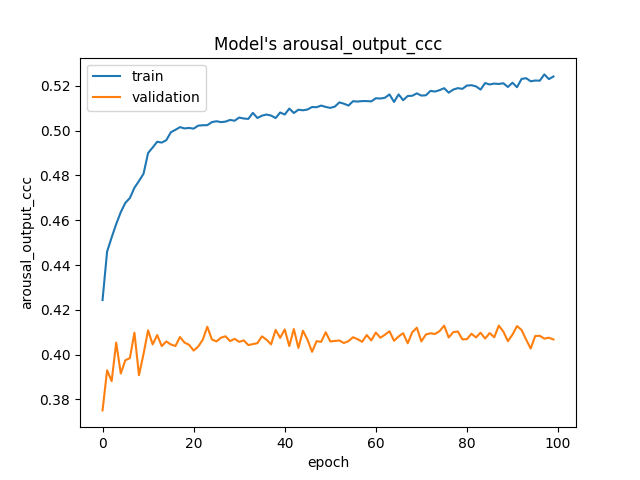 Model's arousal_output_ccc
train
validation
arousal_output_ccc
0.52
0.50
0.48
0.46
0.44
0.42
0.40
0.38
0 20 40 60 80 100
epoch